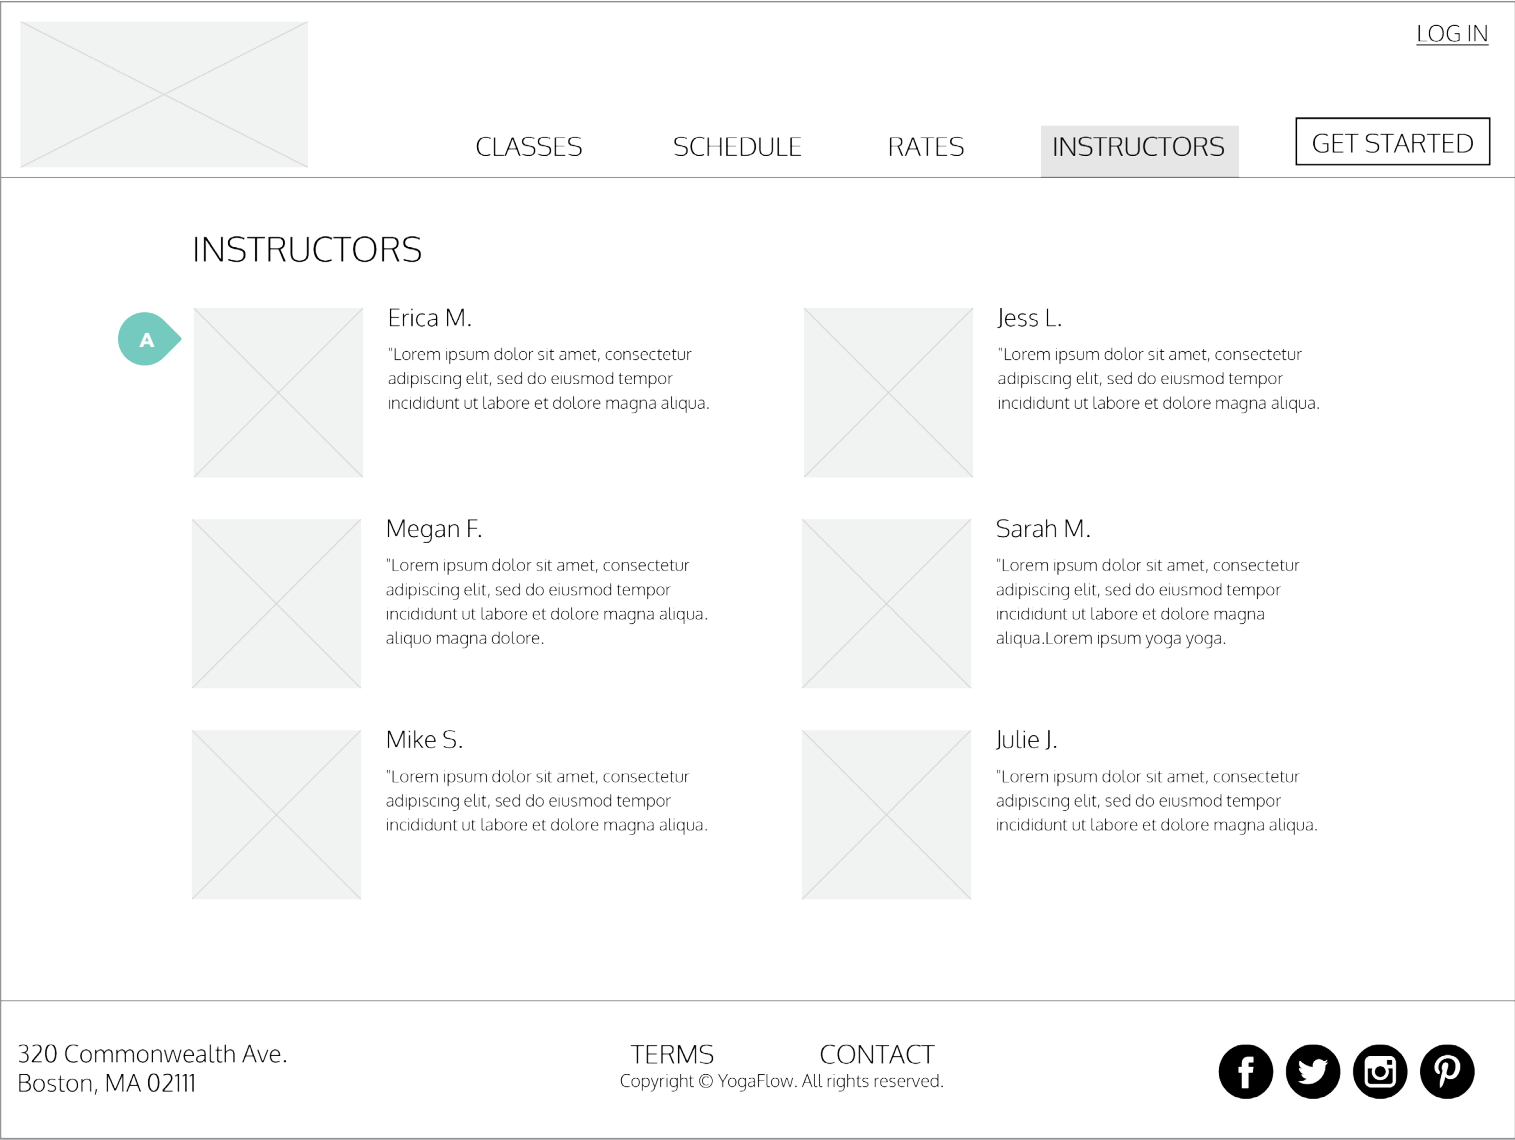 LOG IN
CLASSES
SCHEDULE
RATES
INSTRUCTORS
GET STARTED
INSTRUCTORS
A
Erica M.
"Lorem ipsum dolor sit amet, consectetur
adipiscing elit, sed do eiusmod tempor
incididunt ut labore et dolore magna aliqua.
Jess L.
"Lorem ipsum dolor sit amet, consectetur
adipiscing elit, sed do eiusmod tempor
incididunt ut labore et dolore magna aliqua.
Megan F.
"Lorem ipsum dolor sit amet, consectetur
adipiscing elit, sed do eiusmod tempor
incididunt ut labore et dolore magna aliqua.
aliquo magna dolore.
Sarah M.
"Lorem ipsum dolor sit amet, consectetur
adipiscing elit, sed do eiusmod tempor
incididunt ut labore et dolore magna
aliqua.Lorem ipsum yoga yoga.
Mike S.
"Lorem ipsum dolor sit amet, consectetur
adipiscing elit, sed do eiusmod tempor
incididunt ut labore et dolore magna aliqua.
Julie J.
"Lorem ipsum dolor sit amet, consectetur
adipiscing elit, sed do eiusmod tempor
incididunt ut labore et dolore magna aliqua.
320 Commonwealth Ave.
Boston, MA 02111
TERMS
CONTACT
Copyright © YogaFlow. All rights reserved.